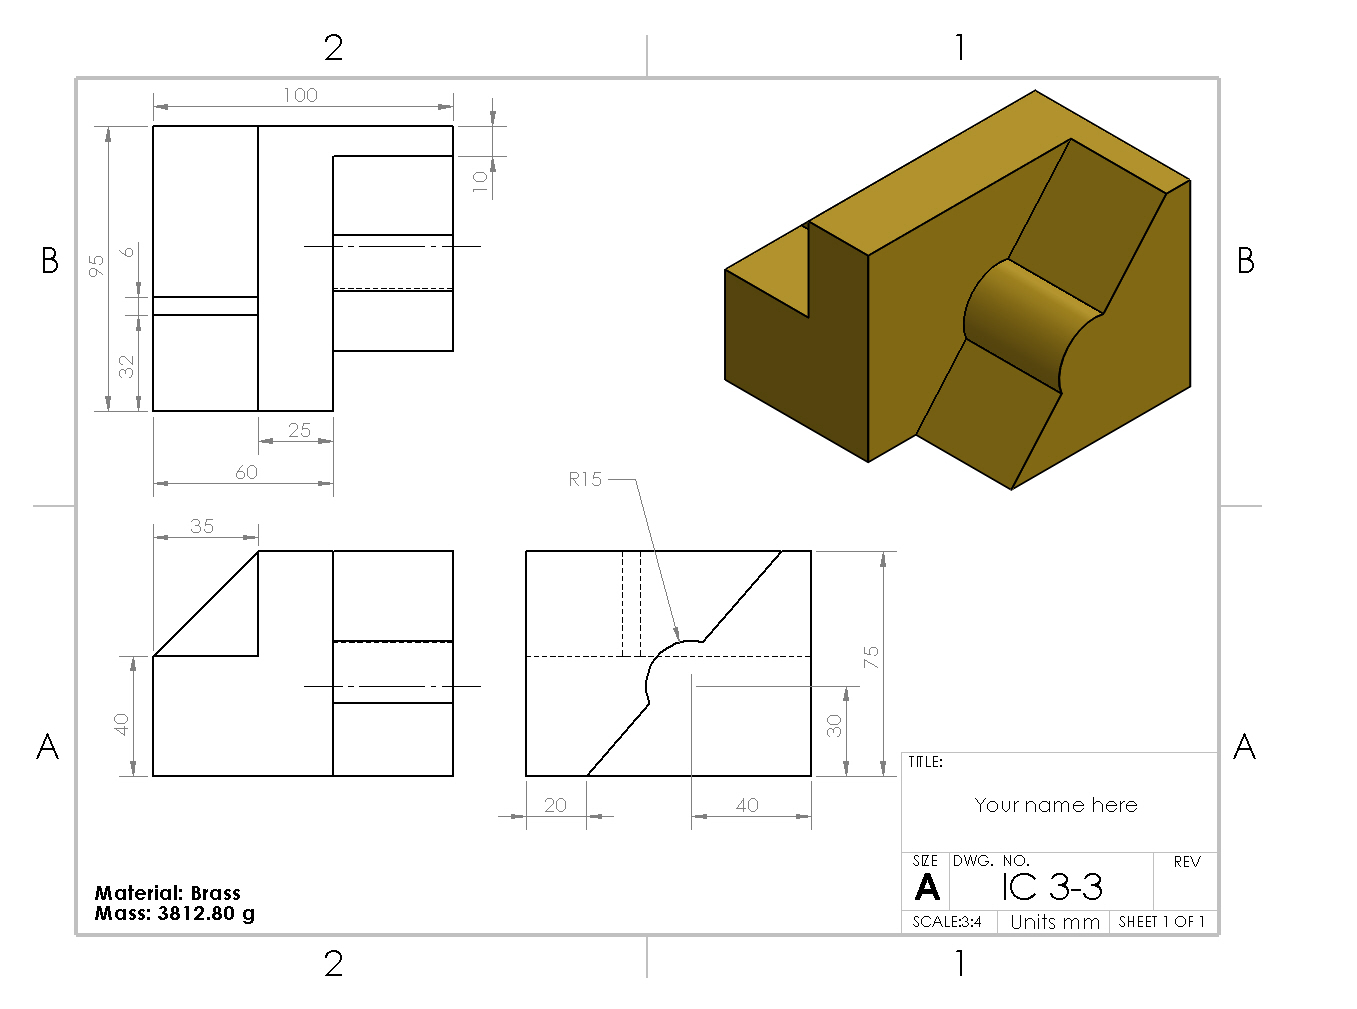 2
1
100
10
B
B
95
6
32
25
60
R15
35
75
40
30
A
A
20
40
TITLE:
Your name here
SIZE
DWG. NO.
REV
A
IC 3-3
Material: Brass
Mass: 3812.80 g
SCALE:3:4
Units mm
SHEET 1 OF 1
2
1